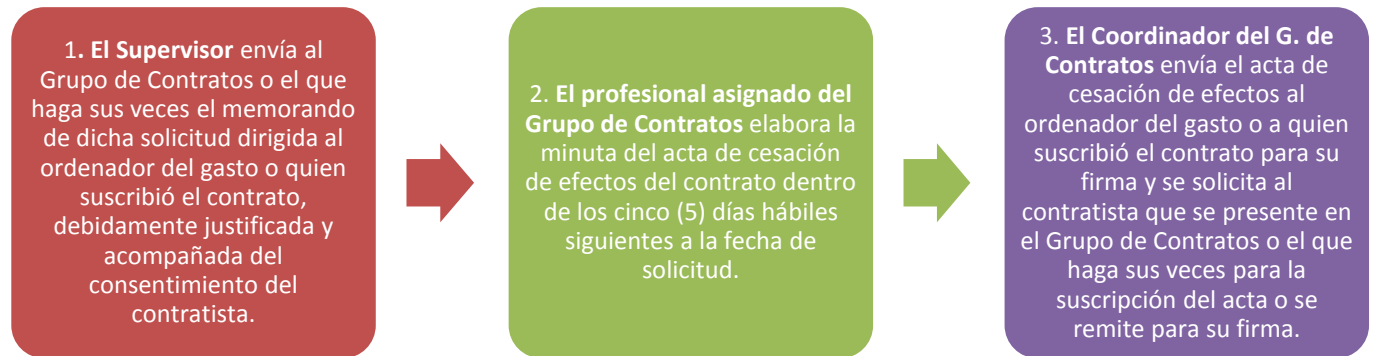 1. El Supervisor envía al
Grupo de Contratos o el que
haga sus veces el memorando
de dicha solicitud dirigida al
ordenador del gasto o quien
suscribió el contrato,
debidamente justificada y
acompañada del
consentimiento del
contratista.
2. El profesional asignado del
Grupo de Contratos elabora la
minuta del acta de cesación
de efectos del contrato dentro
de los cinco (5) días hábiles
siguientes a la fecha de
solicitud.
3. El Coordinador del G. de
Contratos envía el acta de
cesación de efectos al
ordenador del gasto o a quien
suscribió el contrato para su
firma y se solicita al
contratista que se presente en
el Grupo de Contratos o el que
haga sus veces para la
suscripción del acta o se
remite para su firma.